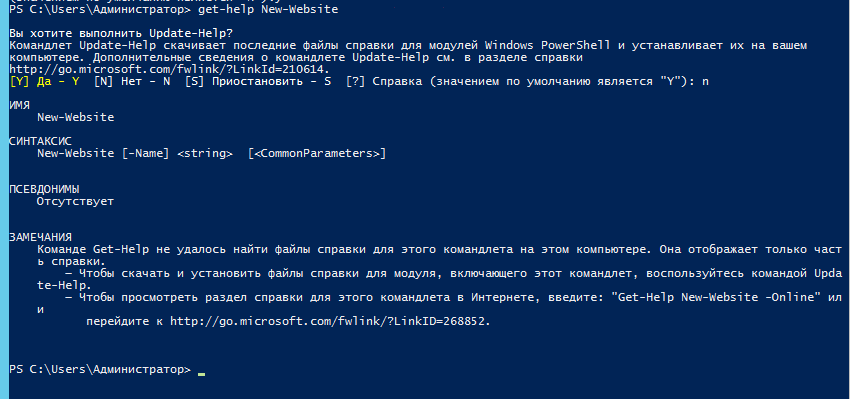 PS C:\Users\Администратор> get-help New-Website
Вы хотите выполнить Update-Help?
Командлет Update-Help скачивает последние файлы справки для модулей Windows PowerShell и устанавливает их на вашем
компьютере. Дополнительные сведения о командлете Update-Help см. в разделе справки
http://go.microsoft.com/fwlink/?LinkId=210614.
[Y] Да - Y  [N] Нет - N  [S] Приостановить - S  [?] Справка (значением по умолчанию является "Y"): n
ИМЯ
New-Website
СИНТАКСИС
New-Website [-Name] <string>  [<CommonParameters>]
ПСЕВДОНИМЫ
Отсутствует
ЗАМЕЧАНИЯ
Команде Get-Help не удалось найти файлы справки для этого командлета на этом компьютере. Она отображает только част
ь справки.
- Чтобы скачать и установить файлы справки для модуля, включающего этот командлет, воспользуйтесь командой Upda
te-Help.
- Чтобы просмотреть раздел справки для этого командлета в Интернете, введите: "Get-Help New-Website -Online" ил
и
перейдите к http://go.microsoft.com/fwlink/?LinkID=268852.
PS C:\Users\Администратор> _